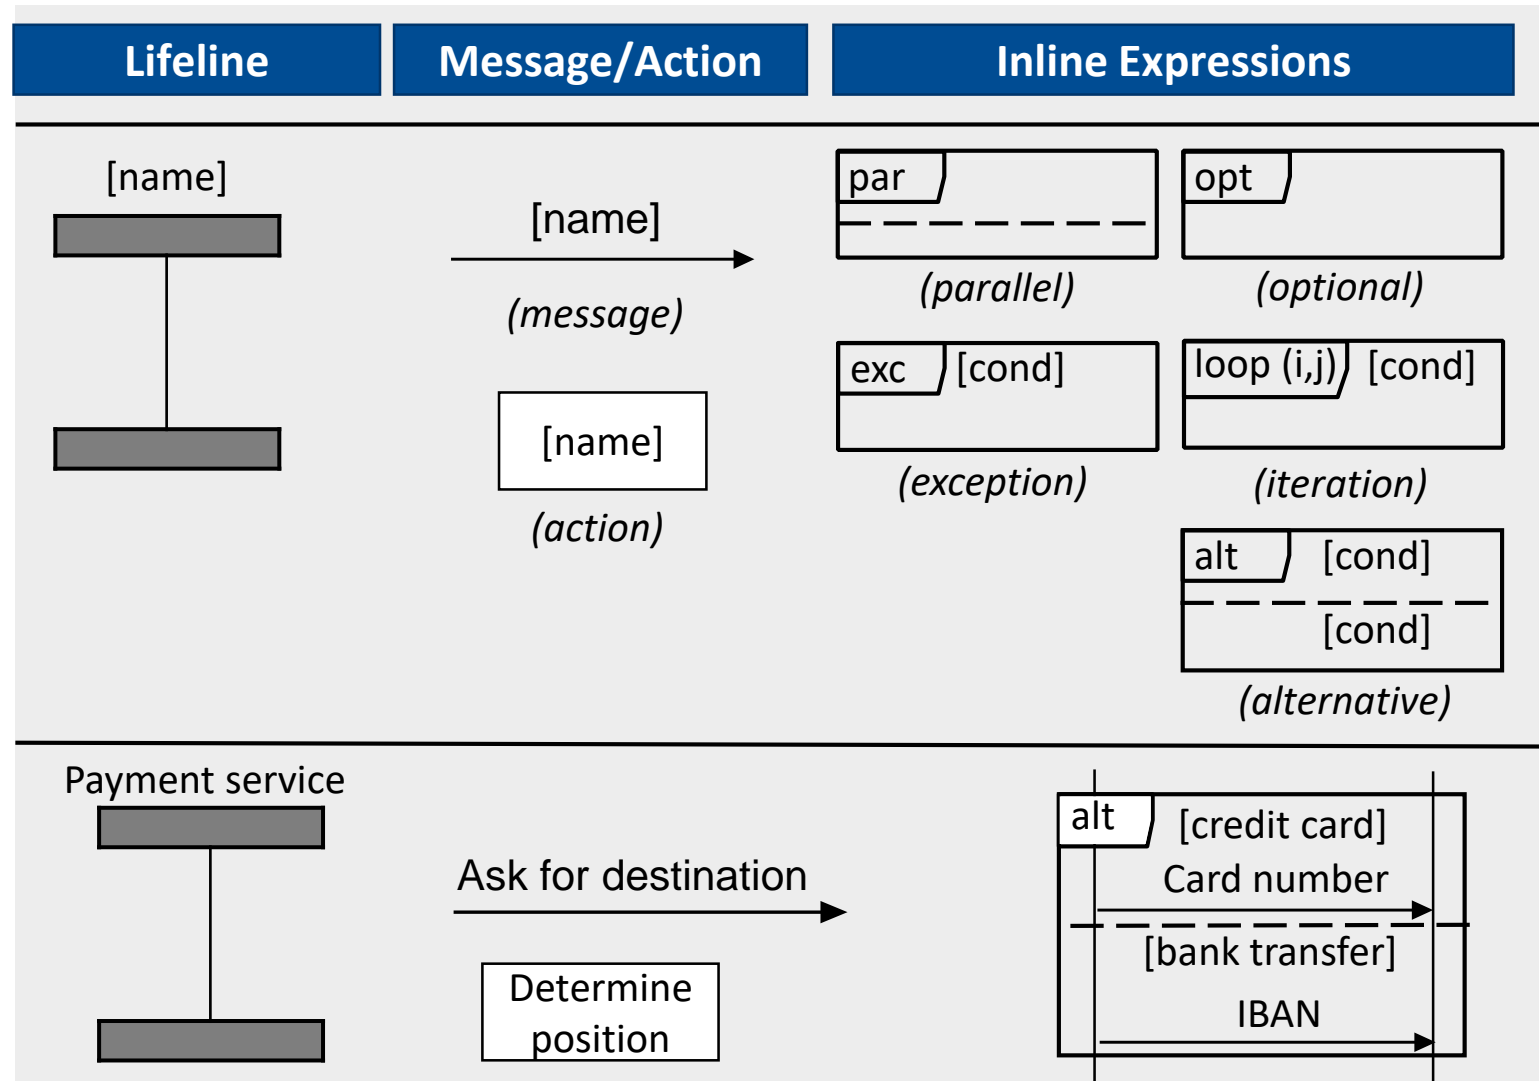 Lifeline
Message/Action
Inline Expressions
[name]
[name]
(message)
[name]
(action)
par
(parallel)
opt
(optional)
exc [cond]
(exception)
loop (i,j) [cond]
(iteration)
alt [cond]
[cond]
(alternative)
Payment service
Ask for destination
Determine
position
alt [credit card]
Card number
[bank transfer]
IBAN